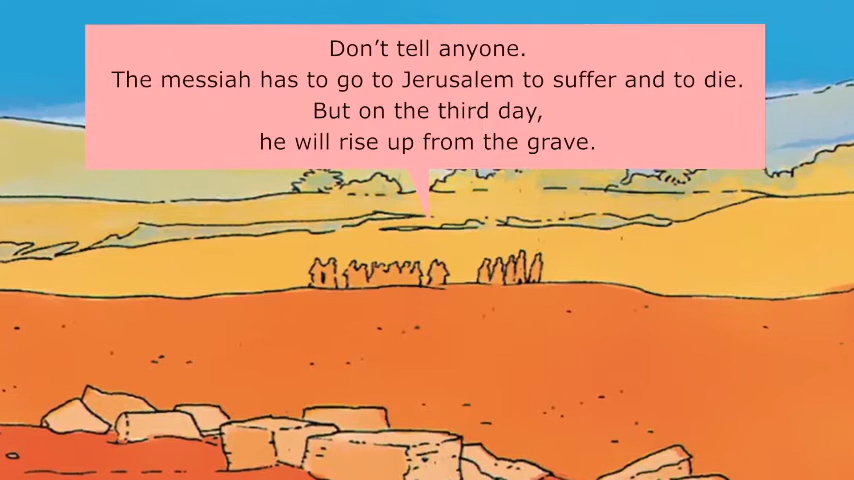 Don’t tell anyone.
The messiah has to go to Jerusalem to suffer and to die.
But on the third day,
he will rise up from the grave.